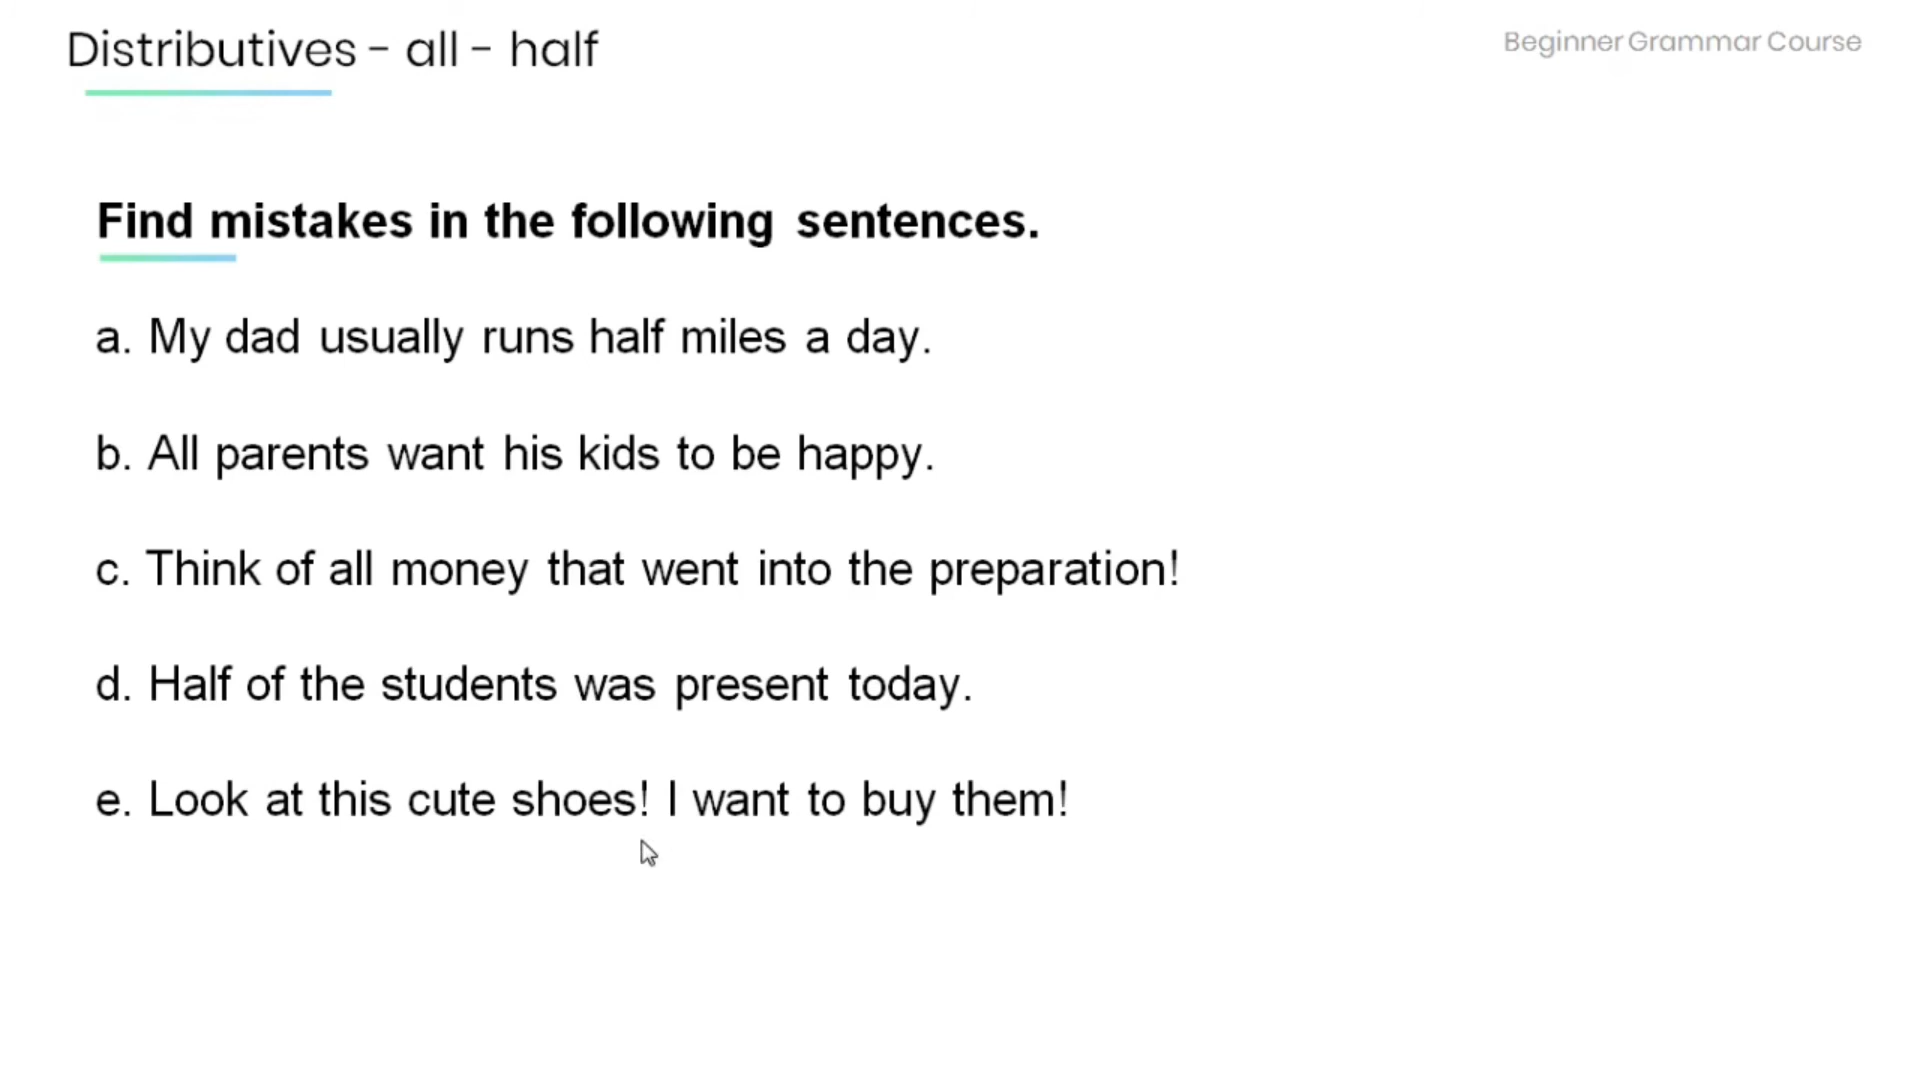 Distributives - all - half
Beginner Grammar Course
Find mistakes in the following sentences.
a. My dad usually runs half miles a day.
b. All parents want his kids to be happy.
c. Think of all money that went into the preparation!
d. Half of the students was present today.
e. Look at this cute shoes! I want to buy them!